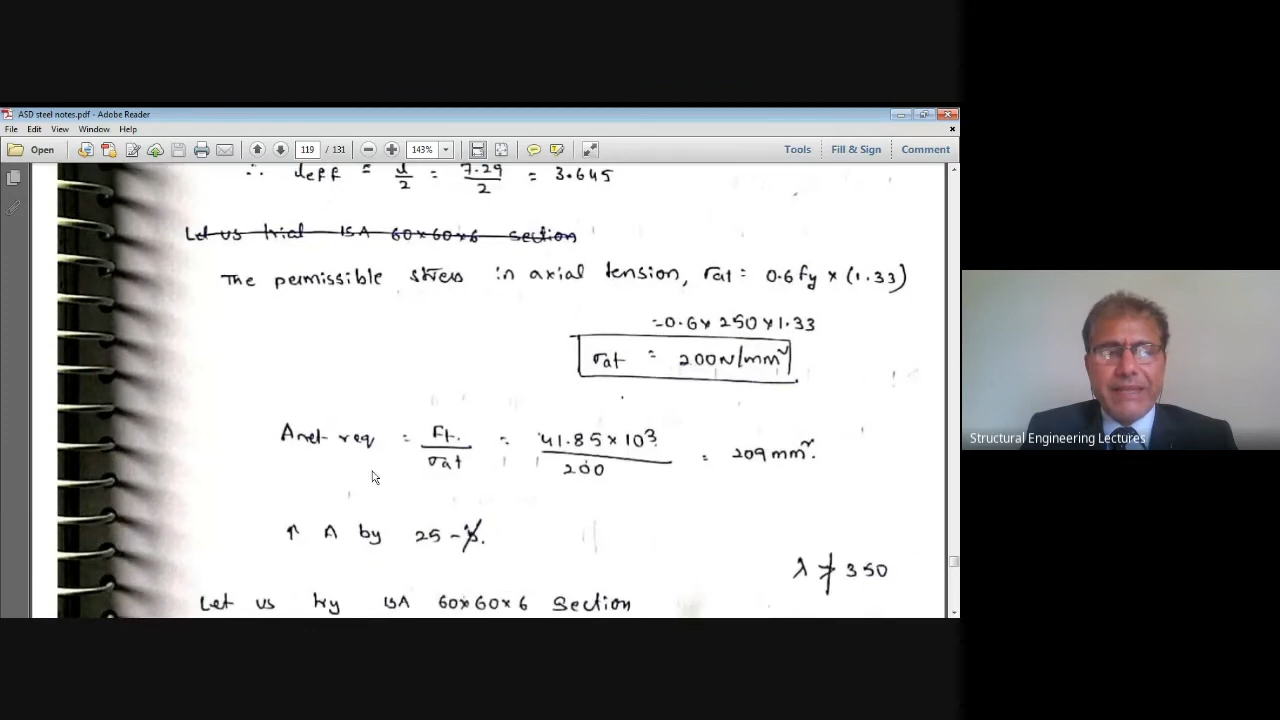 ASD steel notes.pdf - Adobe Reader
File Edit View Window Help
Open 119 / 131 143% Tools Fill & Sign Comment
∴ leff = l/2 = 7.29/2 = 3.645
Let us trial ISA 60×60×6 section
The permissible stress in axial tension, σat = 0.6 fy × (1.33)
= 0.6 × 250 × 1.33
σat = 200 N/mm²
Anet req = Ft./σat = 41.85 × 10³/200 = 209 mm².
↑ A by 25 -%.
λ ≯ 350
Let us try ISA 60×60×6 Section
Structural Engineering Lectures